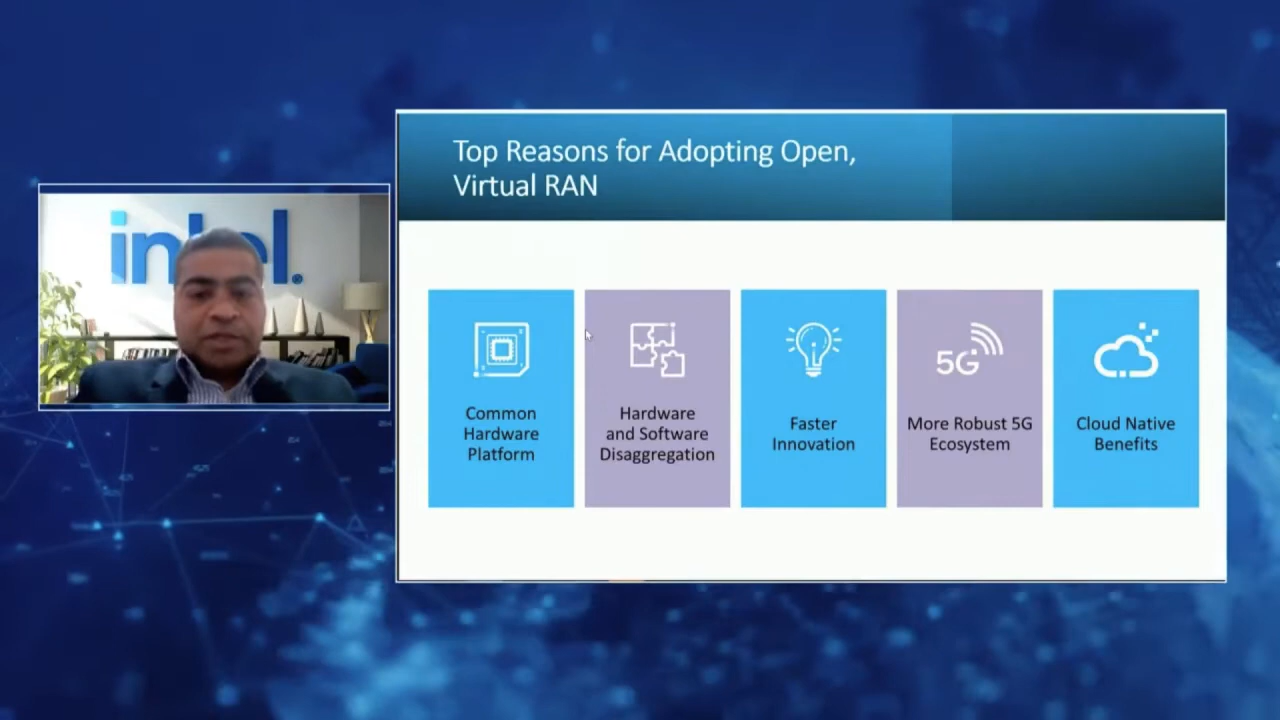 intel.
Top Reasons for Adopting Open,
Virtual RAN
Common
Hardware
Platform
Hardware
and Software
Disaggregation
Faster
Innovation
5G
More Robust 5G
Ecosystem
Cloud Native
Benefits